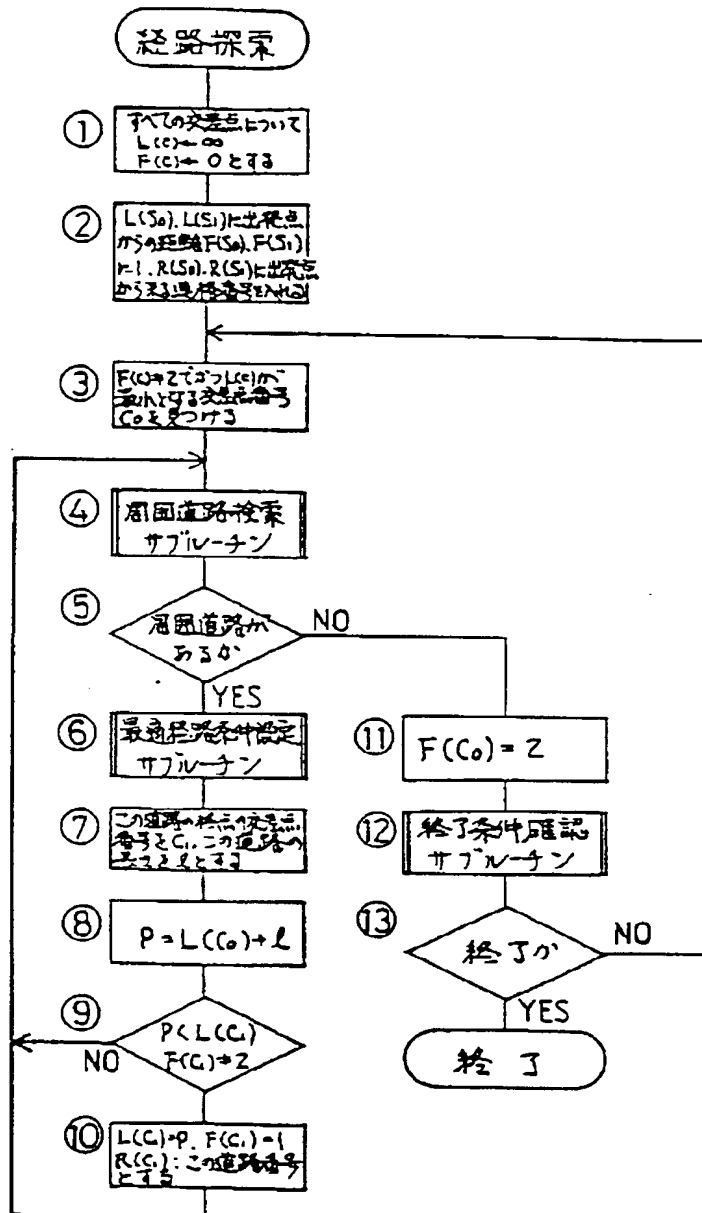 経路探索
①
すべての交差点について
L(c)←∞
F(c)←0とする
②
L(S0).L(S1)に出発点
からの距離F(S0).F(S1)
に1.R(S0).R(S1)に出発点
から来る道路番号を入れる
③
F(c)≠2でかつL(c)が
最小とする交差点番号
C0を見つける
④
周囲道路検索
サブルーチン
⑤
周囲道路が
あるか
NO
YES
⑥
最適経路条件設定
サブルーチン
⑦
この道路の終点の交差点
番号をC1.この道路の
長さをlとする
⑧
P=L(C0)+l
⑨
P<L(C1)
F(C1)≠2
NO
⑩
L(C1)=P. F(C1)=1
R(C1):この道路番号
とする
⑪
F(C0)=2
⑫
終了条件確認
サブルーチン
⑬
終了か
NO
YES
終了